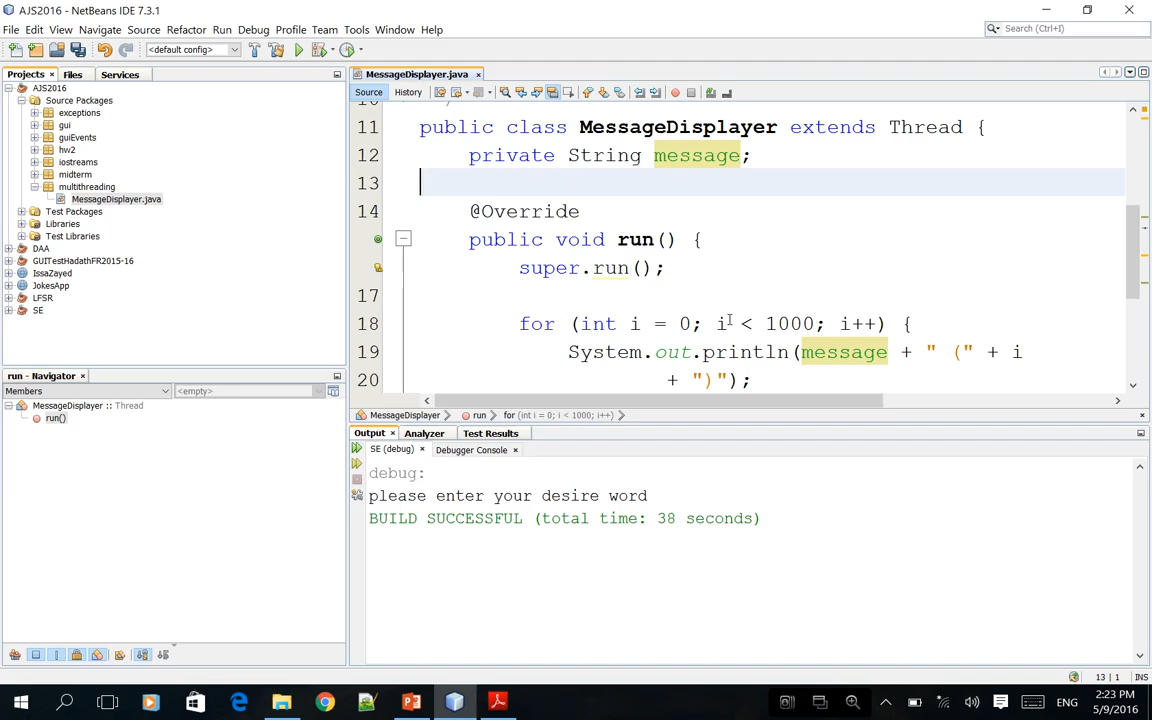 AJS2016 - NetBeans IDE 7.3.1
File Edit View Navigate Source Refactor Run Debug Profile Team Tools Window Help
Search (Ctrl+I)
<default config>
Projects Files Services
MessageDisplayer.java
Source History
AJS2016
Source Packages
exceptions
gui
guiEvents
hw2
iostreams
midterm
multithreading
MessageDisplayer.java
Test Packages
Libraries
Test Libraries
DAA
GUITestHadathFR2015-16
IssaZayed
JokesApp
LFSR
SE
11 public class MessageDisplayer extends Thread {
12 private String message;
13
14 @Override
public void run() {
super.run();
17
18 for (int i = 0; i < 1000; i++) {
19 System.out.println(message + " (" + i
20 + ")");
MessageDisplayer run for (int i = 0; i < 1000; i++)
run - Navigator
Members <empty>
MessageDisplayer :: Thread
run()
Output Analyzer Test Results
SE (debug) Debugger Console
debug:
please enter your desire word
BUILD SUCCESSFUL (total time: 38 seconds)
13 | 1 INS
ENG
2:23 PM
5/9/2016